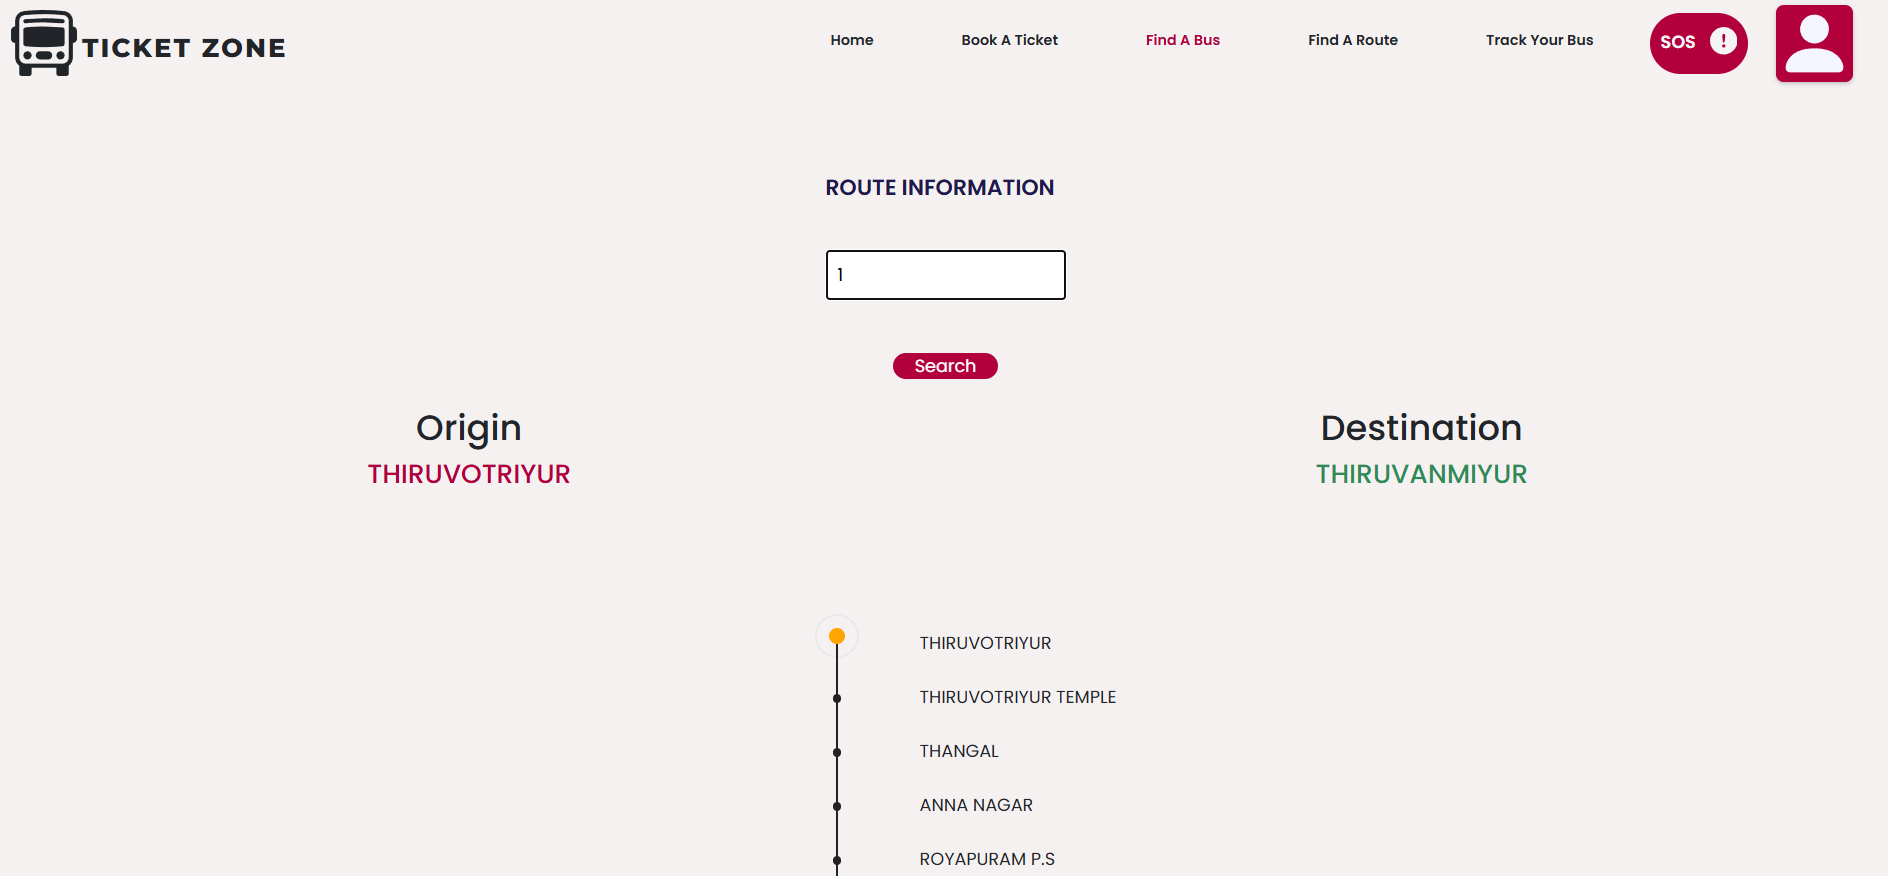 TICKET ZONE
Home
Book A Ticket
Find A Bus
Find A Route
Track Your Bus
SOS !
ROUTE INFORMATION
1
Search
Origin
THIRUVOTRIYUR
Destination
THIRUVANMIYUR
THIRUVOTRIYUR
THIRUVOTRIYUR TEMPLE
THANGAL
ANNA NAGAR
ROYAPURAM P.S